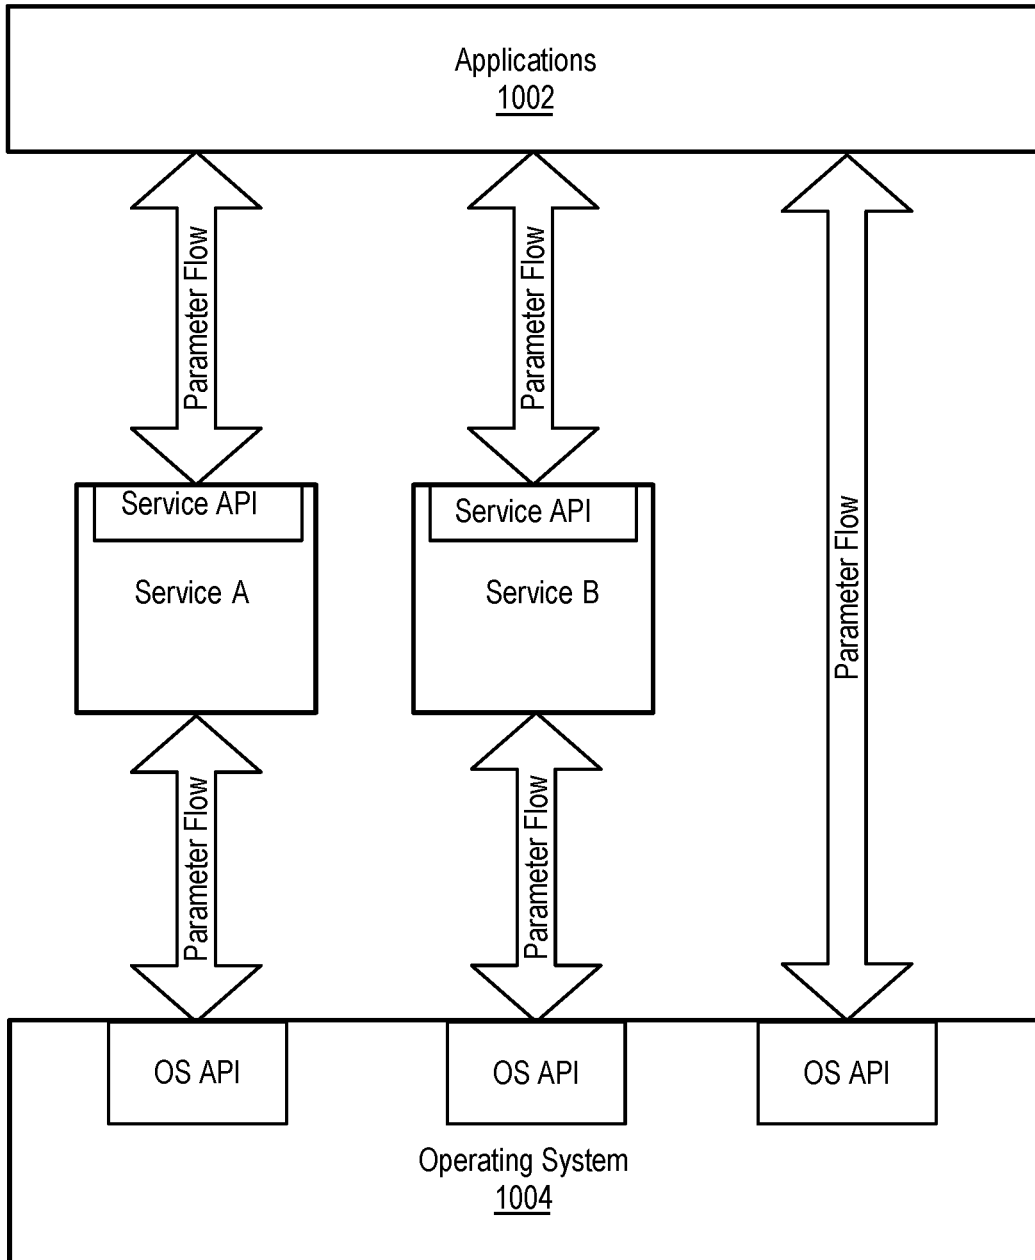 Applications
1002
Parameter Flow
Parameter Flow
Parameter Flow
Service API
Service A
Service API
Service B
Parameter Flow
Parameter Flow
OS API
OS API
OS API
Operating System
1004